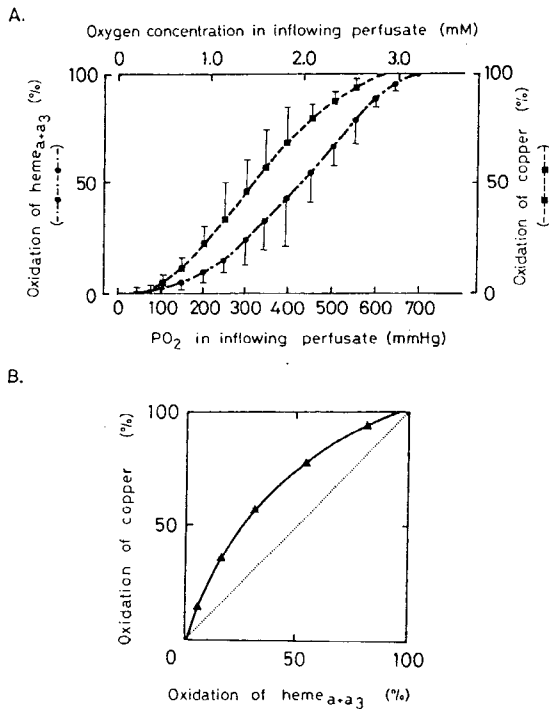 A.
Oxygen concentration in inflowing perfusate (mM)
0 1.0 2.0 3.0
Oxidation of heme a+a3 (%)
100
50
0
100
50
0
Oxidation of copper (%)
0 100 200 300 400 500 600 700
PO2 in inflowing perfusate (mmHg)
B.
Oxidation of copper (%)
100
50
0 50 100
Oxidation of heme a+a3 (%)